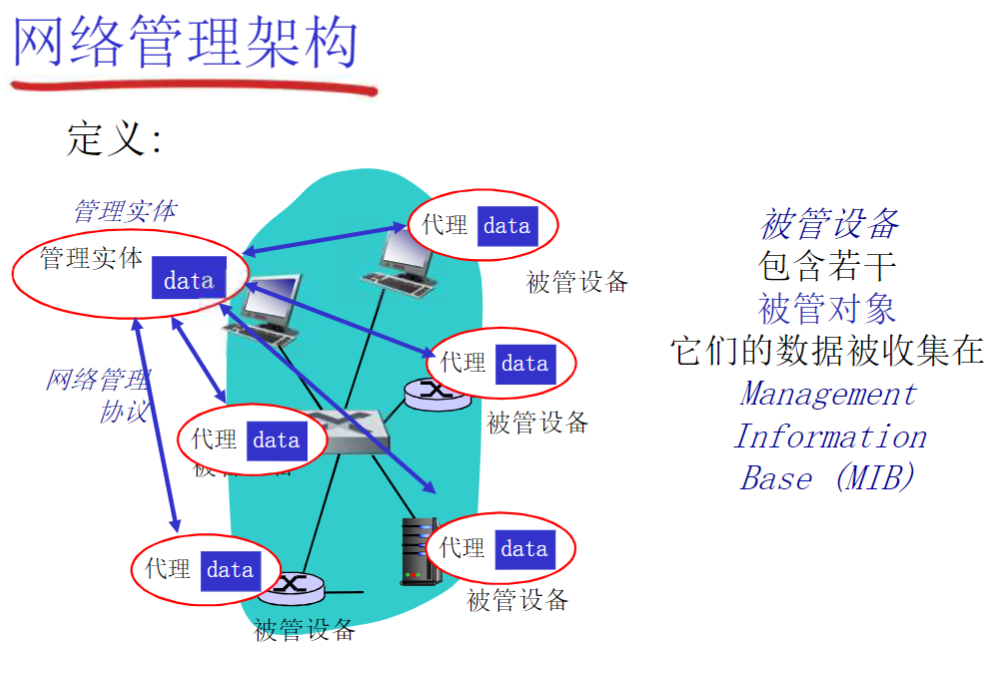 网络管理架构
定义:
管理实体
管理实体
data
代理 data
被管设备
网络管理
协议
代理 data
被管设备
代理 data
代理 data
被管设备
代理 data
被管设备
被管设备
包含若干
被管对象
它们的数据被收集在
Management
Information
Base (MIB)